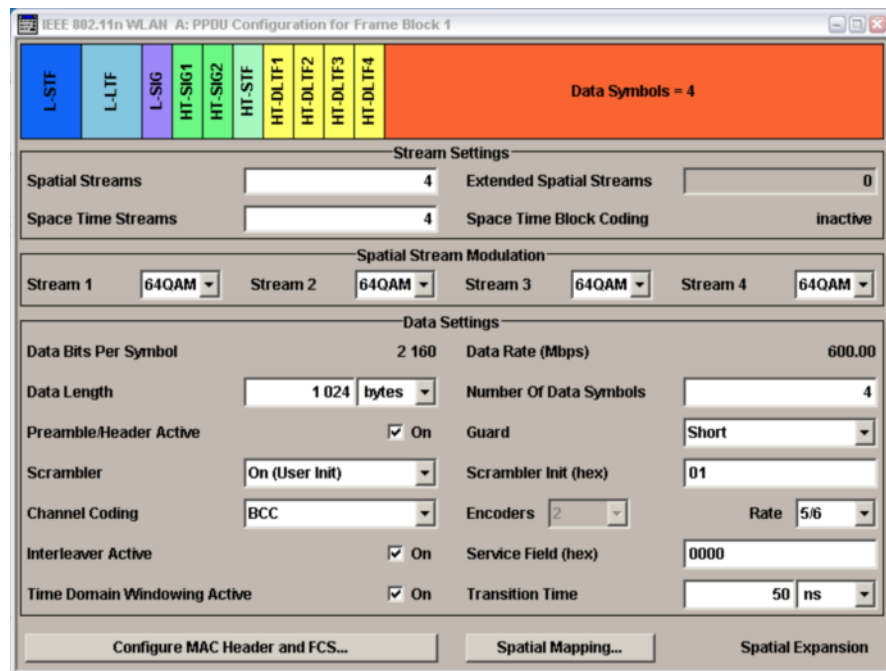 IEEE 802.11n WLAN A: PPDU Configuration for Frame Block 1
L-STF L-LTF L-SIG HT-SIG1 HT-SIG2 HT-STF HT-DLTF1 HT-DLTF2 HT-DLTF3 HT-DLTF4 Data Symbols = 4
Stream Settings
Spatial Streams 4 Extended Spatial Streams 0
Space Time Streams 4 Space Time Block Coding inactive
Spatial Stream Modulation
Stream 1 64QAM Stream 2 64QAM Stream 3 64QAM Stream 4 64QAM
Data Settings
Data Bits Per Symbol 2 160 Data Rate (Mbps) 600.00
Data Length 1 024 bytes Number Of Data Symbols 4
Preamble/Header Active On Guard Short
Scrambler On (User Init) Scrambler Init (hex) 01
Channel Coding BCC Encoders 2 Rate 5/6
Interleaver Active On Service Field (hex) 0000
Time Domain Windowing Active On Transition Time 50 ns
Configure MAC Header and FCS... Spatial Mapping... Spatial Expansion